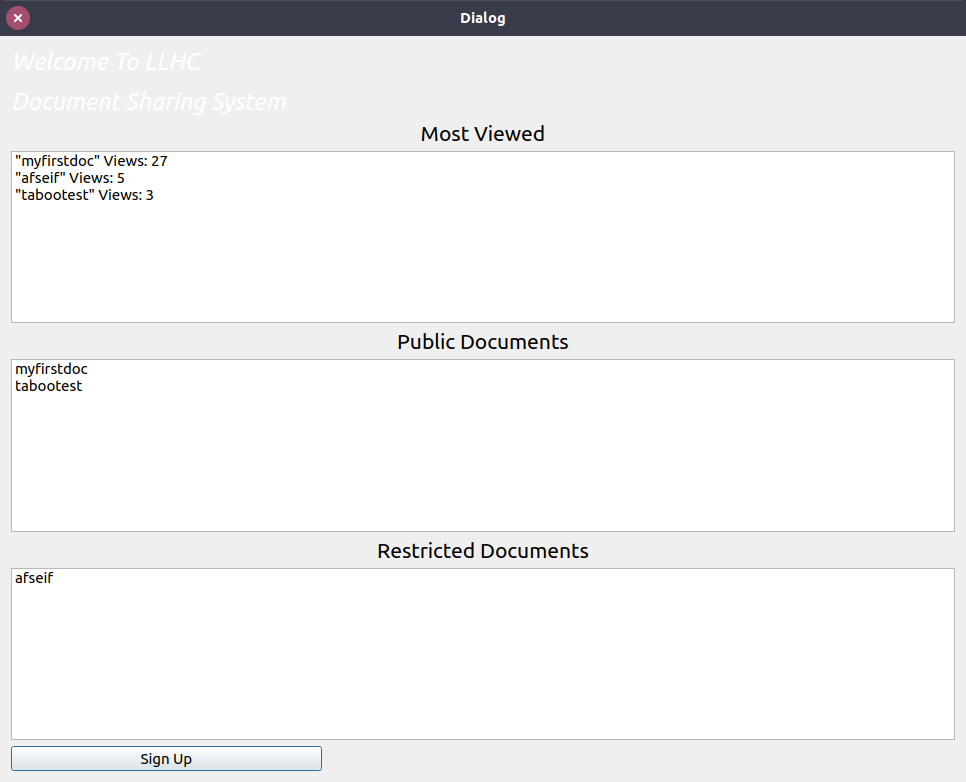 Dialog
Welcome To LLHC
Document Sharing System
Most Viewed
"myfirstdoc" Views: 27
"afseif" Views: 5
"tabootest" Views: 3
Public Documents
myfirstdoc
tabootest
Restricted Documents
afseif
Sign Up